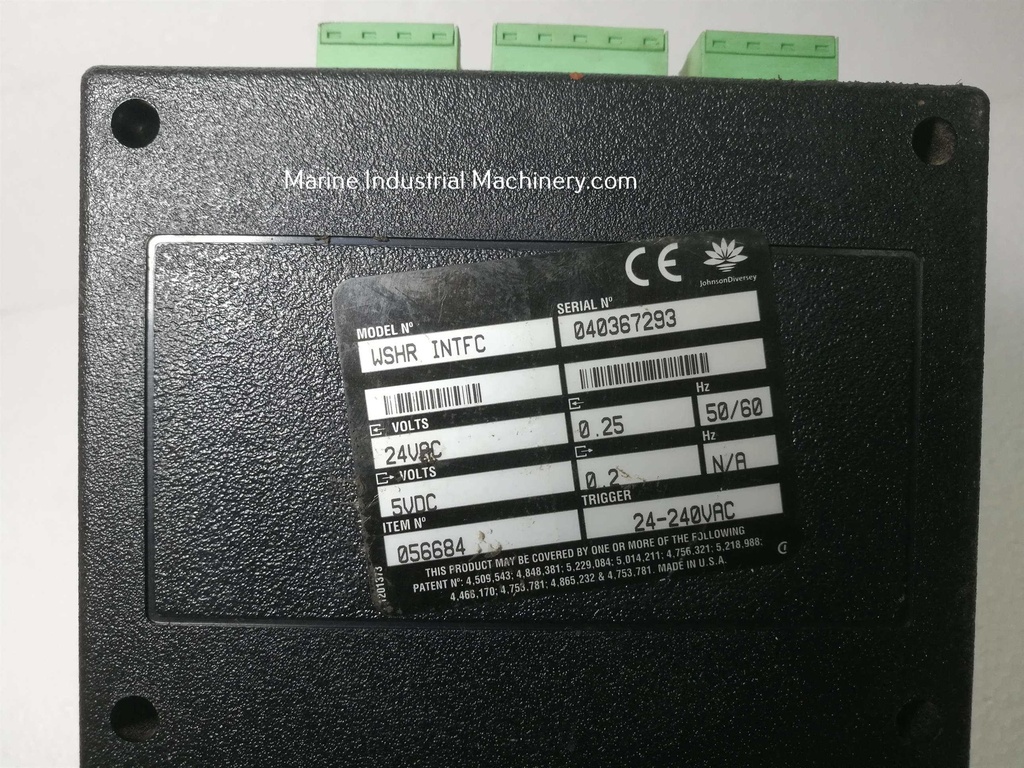 Marine Industrial Machinery.com
CE
JohnsonDiversey
MODEL Nº
SERIAL Nº
WSHR INTFC
040367293
VOLTS
Hz
24VAC
0.25
50/60
VOLTS
Hz
5VDC
0.2
N/A
ITEM Nº
TRIGGER
056684
24-240VAC
THIS PRODUCT MAY BE COVERED BY ONE OR MORE OF THE FOLLOWING
PATENT Nº: 4,509,543; 4,848,381; 5,229,084; 5,014,211; 4,756,321; 5,218,988;
4,466,170; 4,753,781; 4,865,232 & 4,753,781. MADE IN U.S.A.
1201373